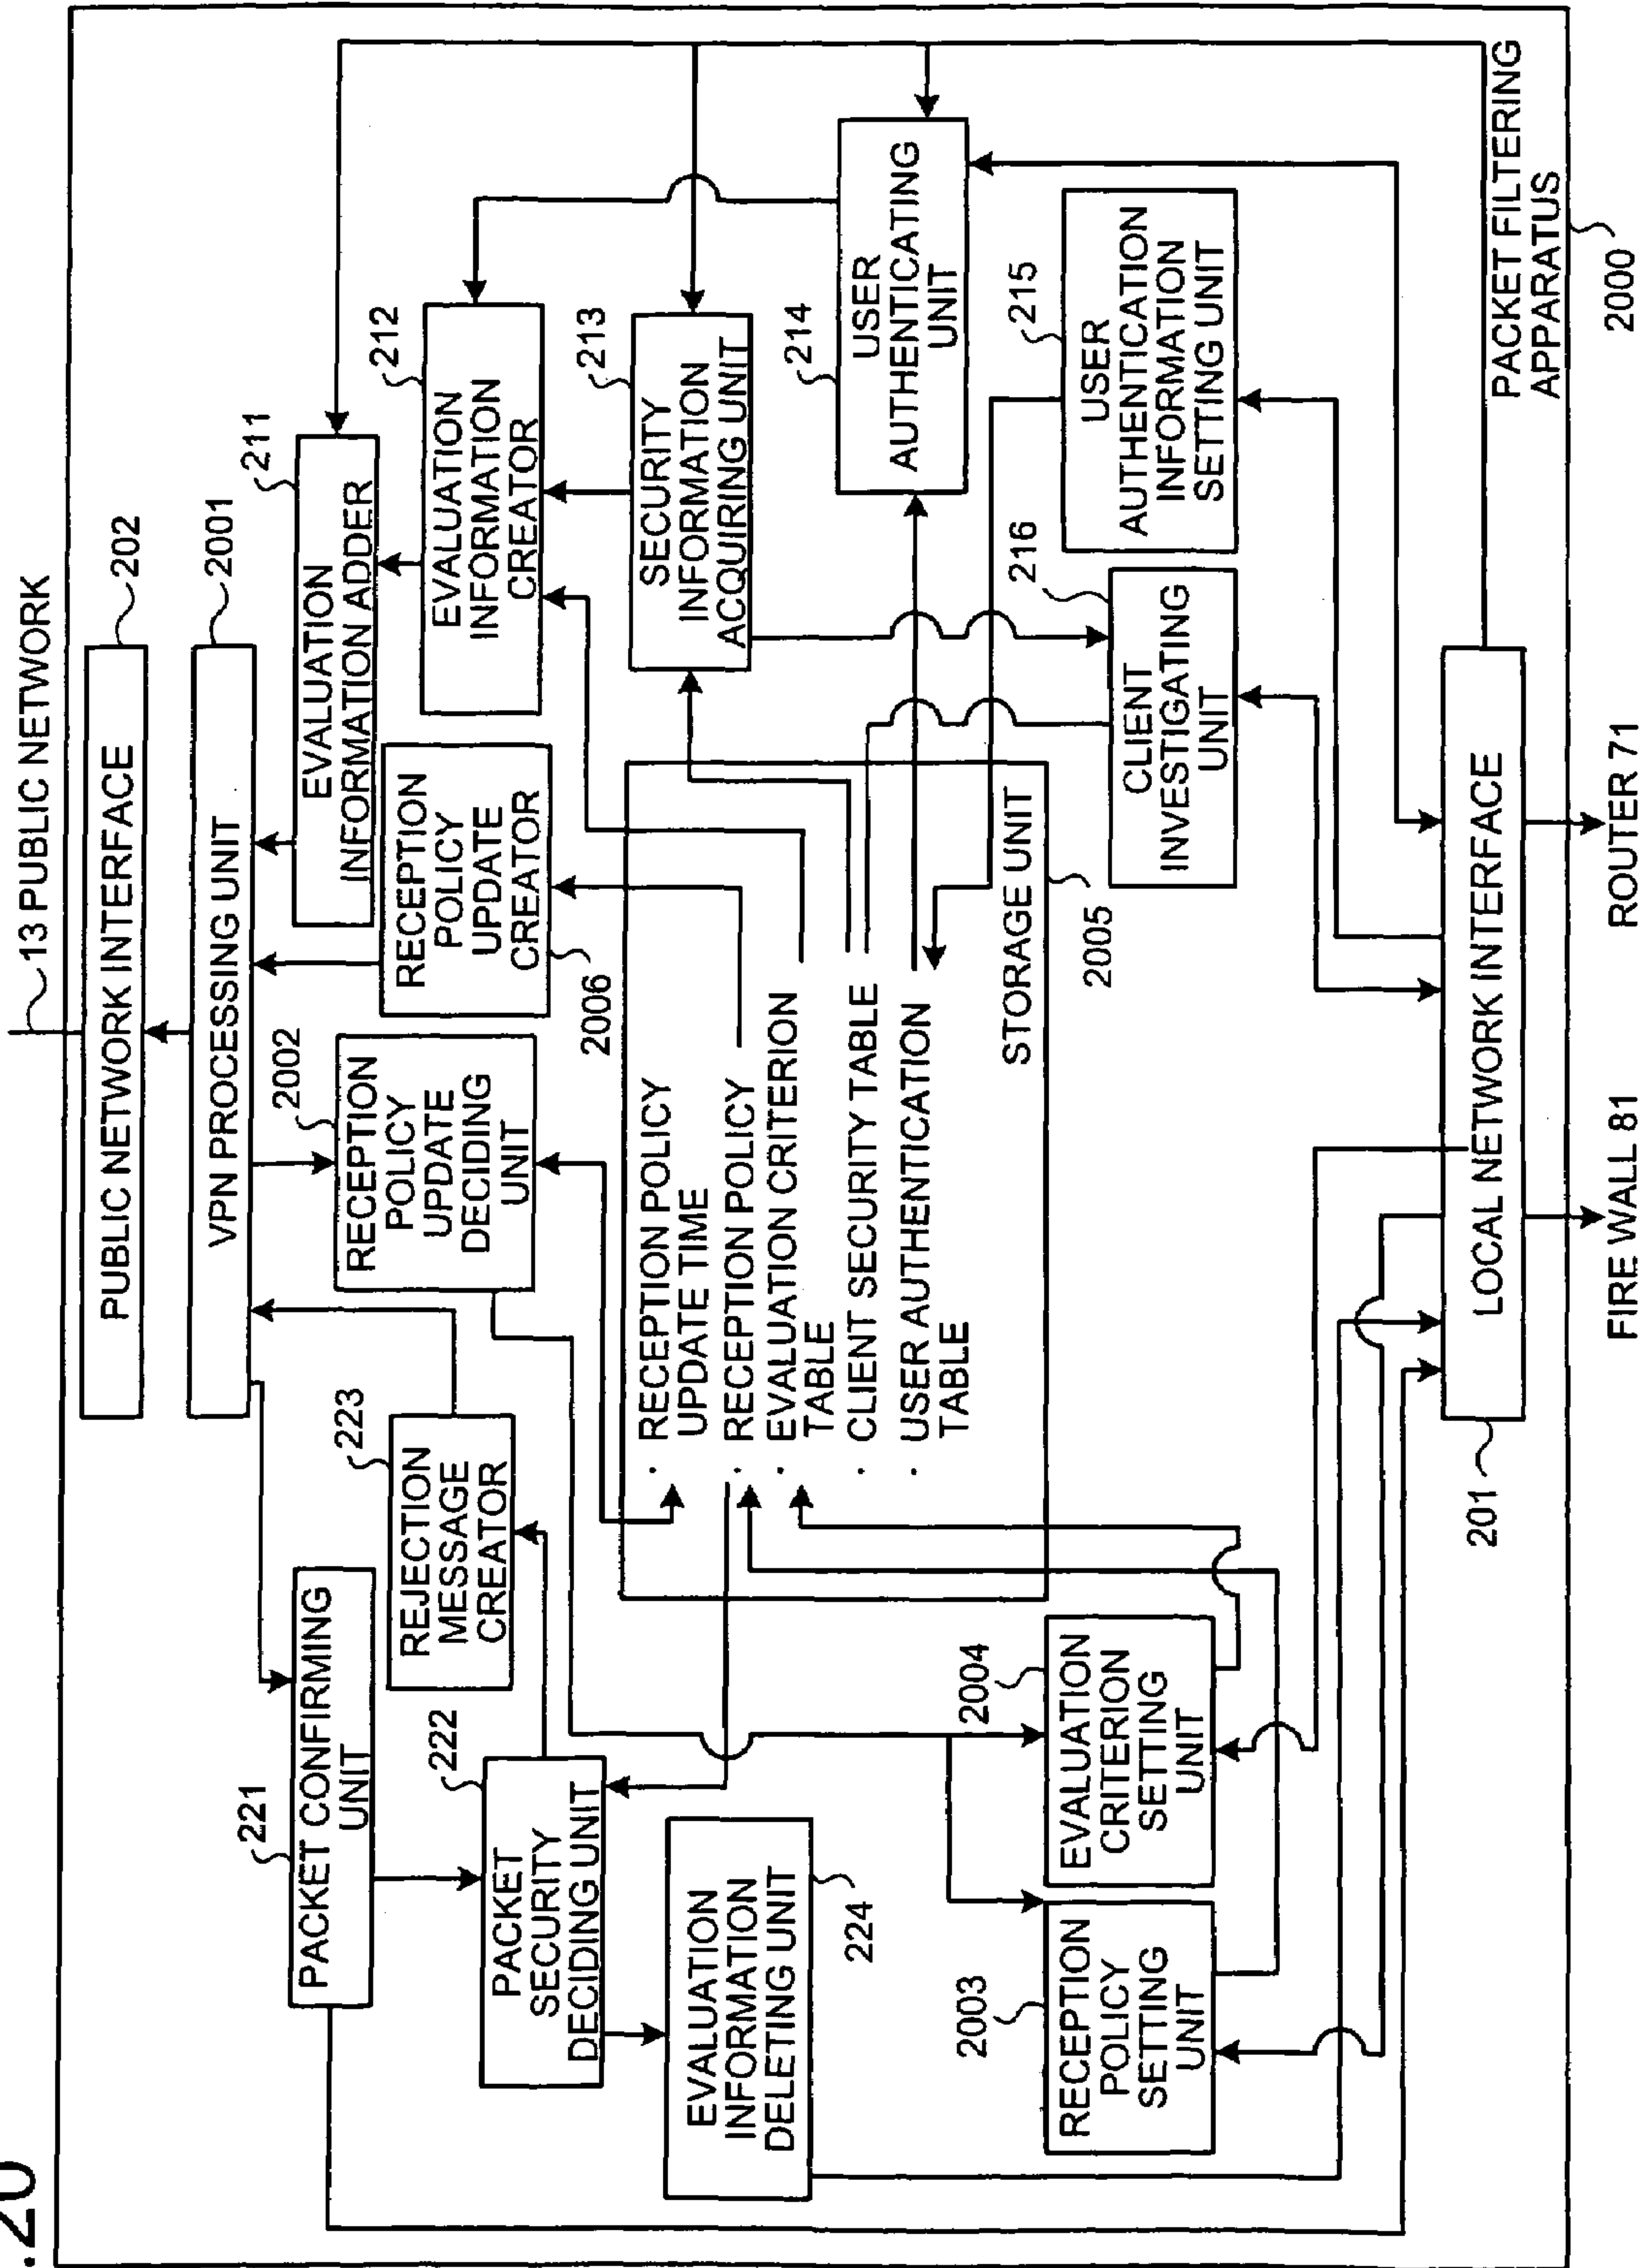 .20
13 PUBLIC NETWORK
PUBLIC NETWORK INTERFACE
202
VPN PROCESSING UNIT
2001
221
PACKET CONFIRMING
UNIT
222
PACKET
SECURITY
DECIDING UNIT
EVALUATION
INFORMATION
DELETING UNIT
224
223
REJECTION
MESSAGE
CREATOR
2002
RECEPTION
POLICY
UPDATE
DECIDING
UNIT
RECEPTION
POLICY
UPDATE
CREATOR
2006
211
EVALUATION
INFORMATION ADDER
212
EVALUATION
INFORMATION
CREATOR
213
SECURITY
INFORMATION
ACQUIRING UNIT
214
USER
AUTHENTICATING
UNIT
215
USER
AUTHENTICATION
INFORMATION
SETTING UNIT
216
CLIENT
INVESTIGATING
UNIT
· RECEPTION POLICY
UPDATE TIME
· RECEPTION POLICY
· EVALUATION CRITERION
TABLE
· CLIENT SECURITY TABLE
· USER AUTHENTICATION
TABLE
STORAGE UNIT
2005
2003
RECEPTION
POLICY
SETTING
UNIT
2004
EVALUATION
CRITERION
SETTING
UNIT
201
LOCAL NETWORK INTERFACE
PACKET FILTERING
APPARATUS
2000
FIRE WALL 81
ROUTER 71